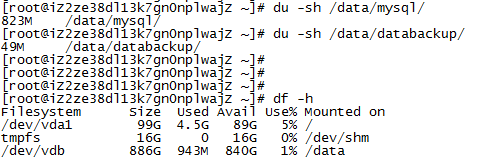 [root@iz2ze38dl13k7gn0nplwajz ~]# du -sh /data/mysql/
823M    /data/mysql/
[root@iz2ze38dl13k7gn0nplwajz ~]# du -sh /data/databackup/
49M     /data/databackup/
[root@iz2ze38dl13k7gn0nplwajz ~]#
[root@iz2ze38dl13k7gn0nplwajz ~]#
[root@iz2ze38dl13k7gn0nplwajz ~]#
[root@iz2ze38dl13k7gn0nplwajz ~]# df -h
Filesystem      Size  Used Avail Use% Mounted on
/dev/vda1        99G  4.5G   89G   5% /
tmpfs            16G     0   16G   0% /dev/shm
/dev/vdb        886G  943M  840G   1% /data